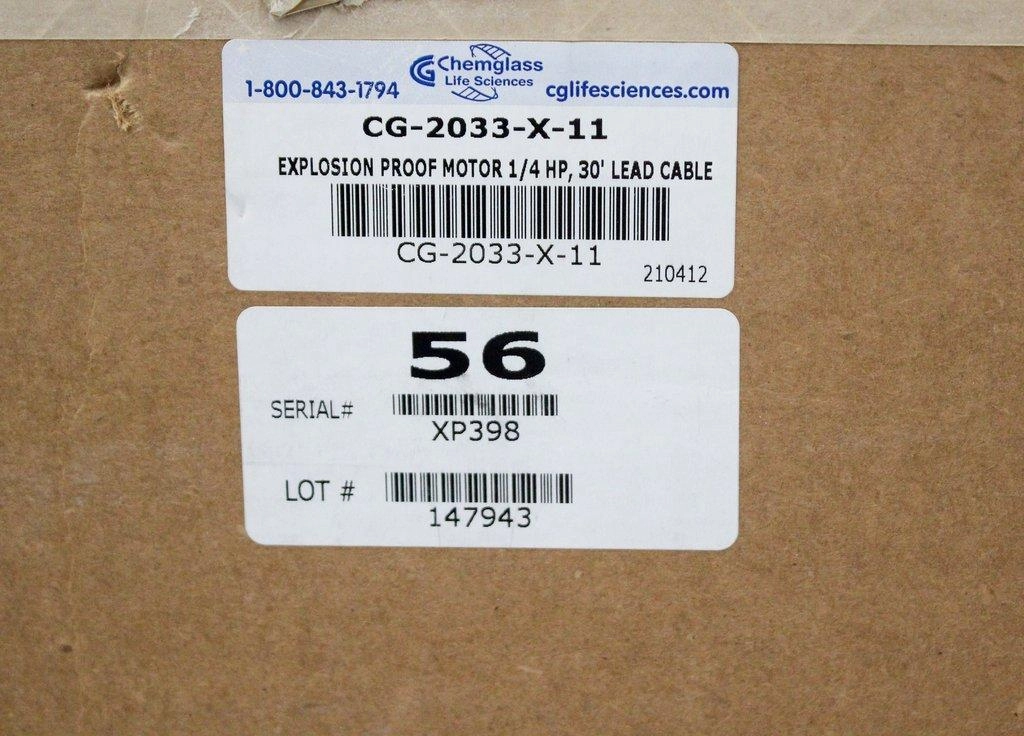 1-800-843-1794 CG Chemglass Life Sciences cglifesciences.com
CG-2033-X-11
EXPLOSION PROOF MOTOR 1/4 HP, 30' LEAD CABLE
CG-2033-X-11
210412
56
SERIAL#
XP398
LOT #
147943